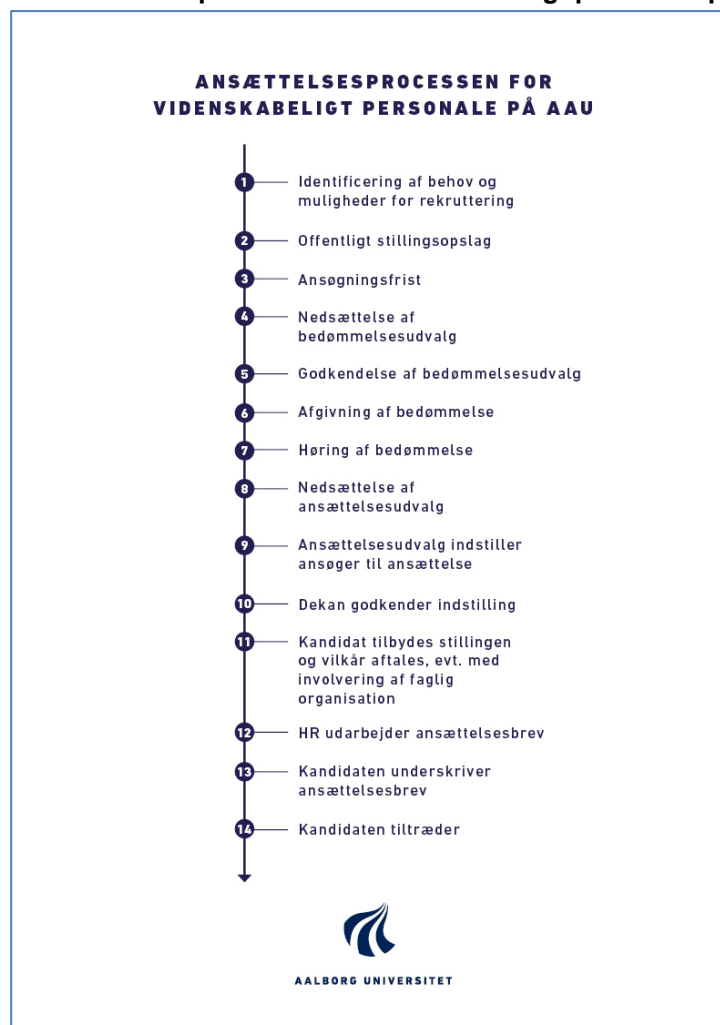 ANSÆTTELSESPROCESSEN FOR
VIDENSKABELIGT PERSONALE PÅ AAU
1 Identificering af behov og
muligheder for rekruttering
2 Offentligt stillingsopslag
3 Ansøgningsfrist
4 Nedsættelse af
bedømmelsesudvalg
5 Godkendelse af bedømmelsesudvalg
6 Afgivning af bedømmelse
7 Høring af bedømmelse
8 Nedsættelse af
ansættelsesudvalg
9 Ansættelsesudvalg indstiller
ansøger til ansættelse
10 Dekan godkender indstilling
11 Kandidat tilbydes stillingen
og vilkår aftales, evt. med
involvering af faglig
organisation
12 HR udarbejder ansættelsesbrev
13 Kandidaten underskriver
ansættelsesbrev
14 Kandidaten tiltræder
AALBORG UNIVERSITET